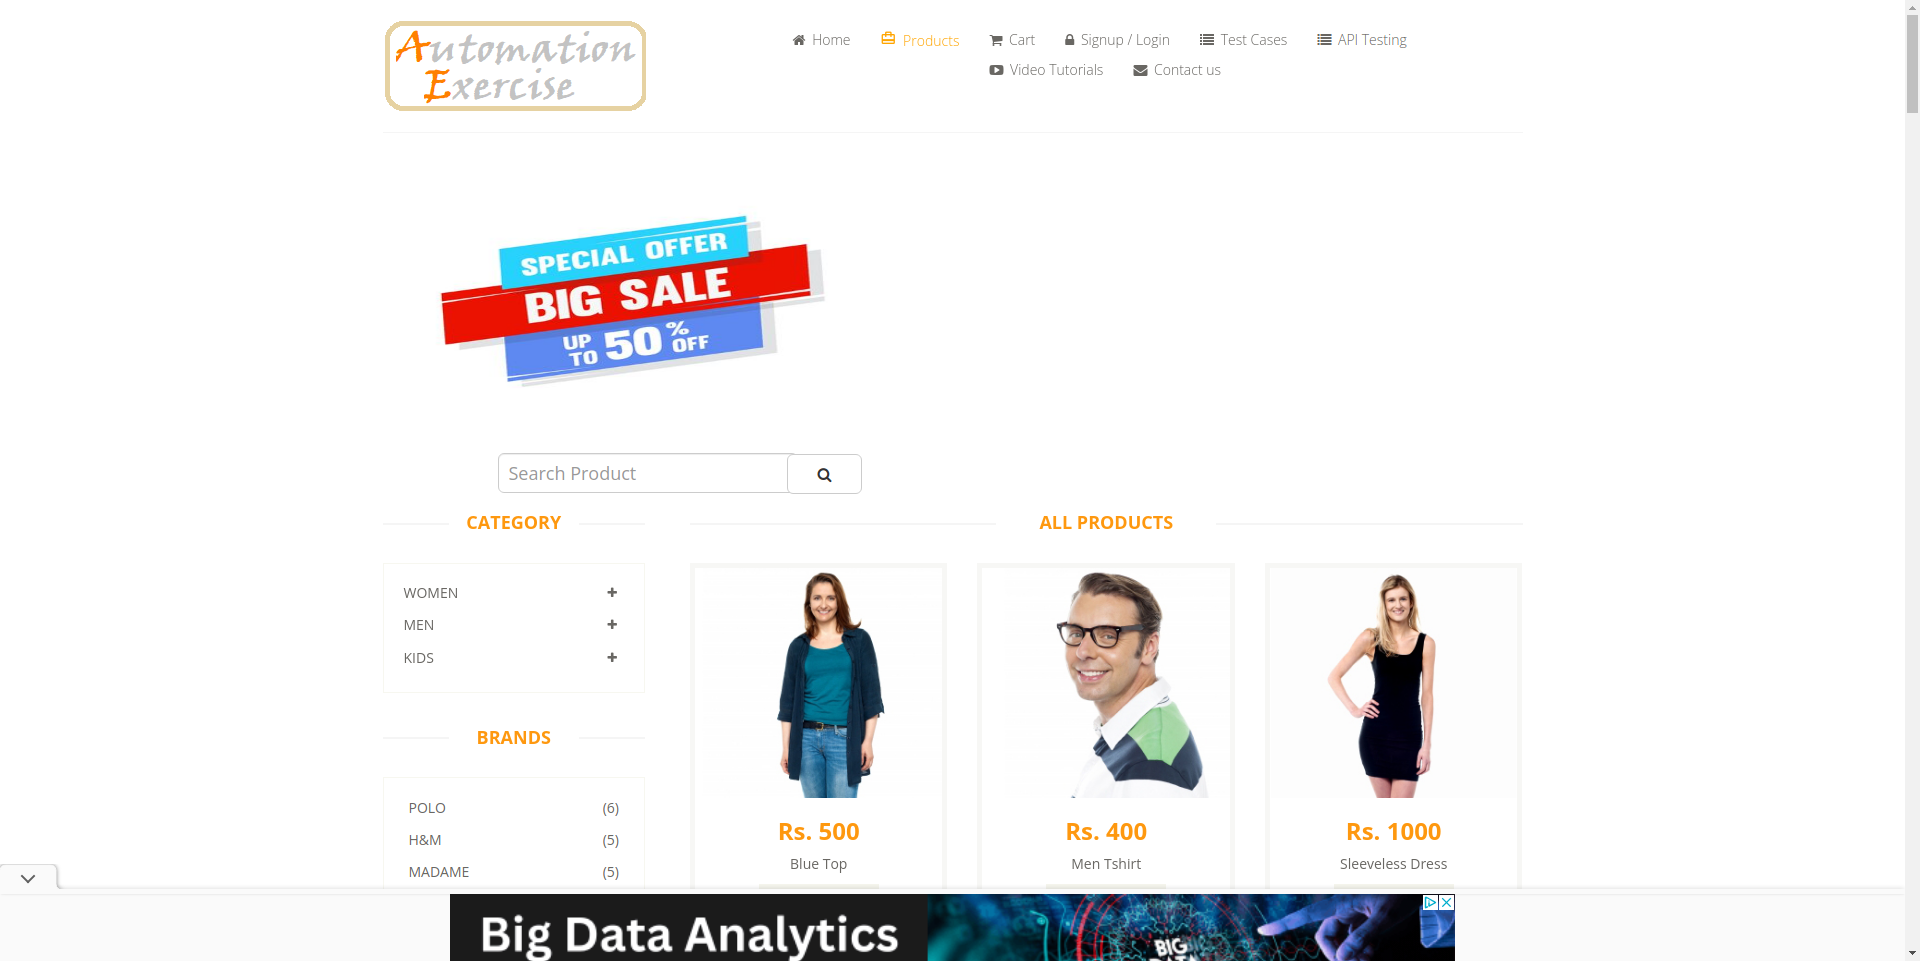 Automation
Exercise
Home
Products
Cart
Signup / Login
Test Cases
API Testing
Video Tutorials
Contact us
SPECIAL OFFER
BIG SALE
UP TO 50% OFF
Search Product
CATEGORY
WOMEN
MEN
KIDS
BRANDS
POLO (6)
H&M (5)
MADAME (5)
ALL PRODUCTS
Rs. 500
Blue Top
Rs. 400
Men Tshirt
Rs. 1000
Sleeveless Dress
Big Data Analytics
BIG
DATA